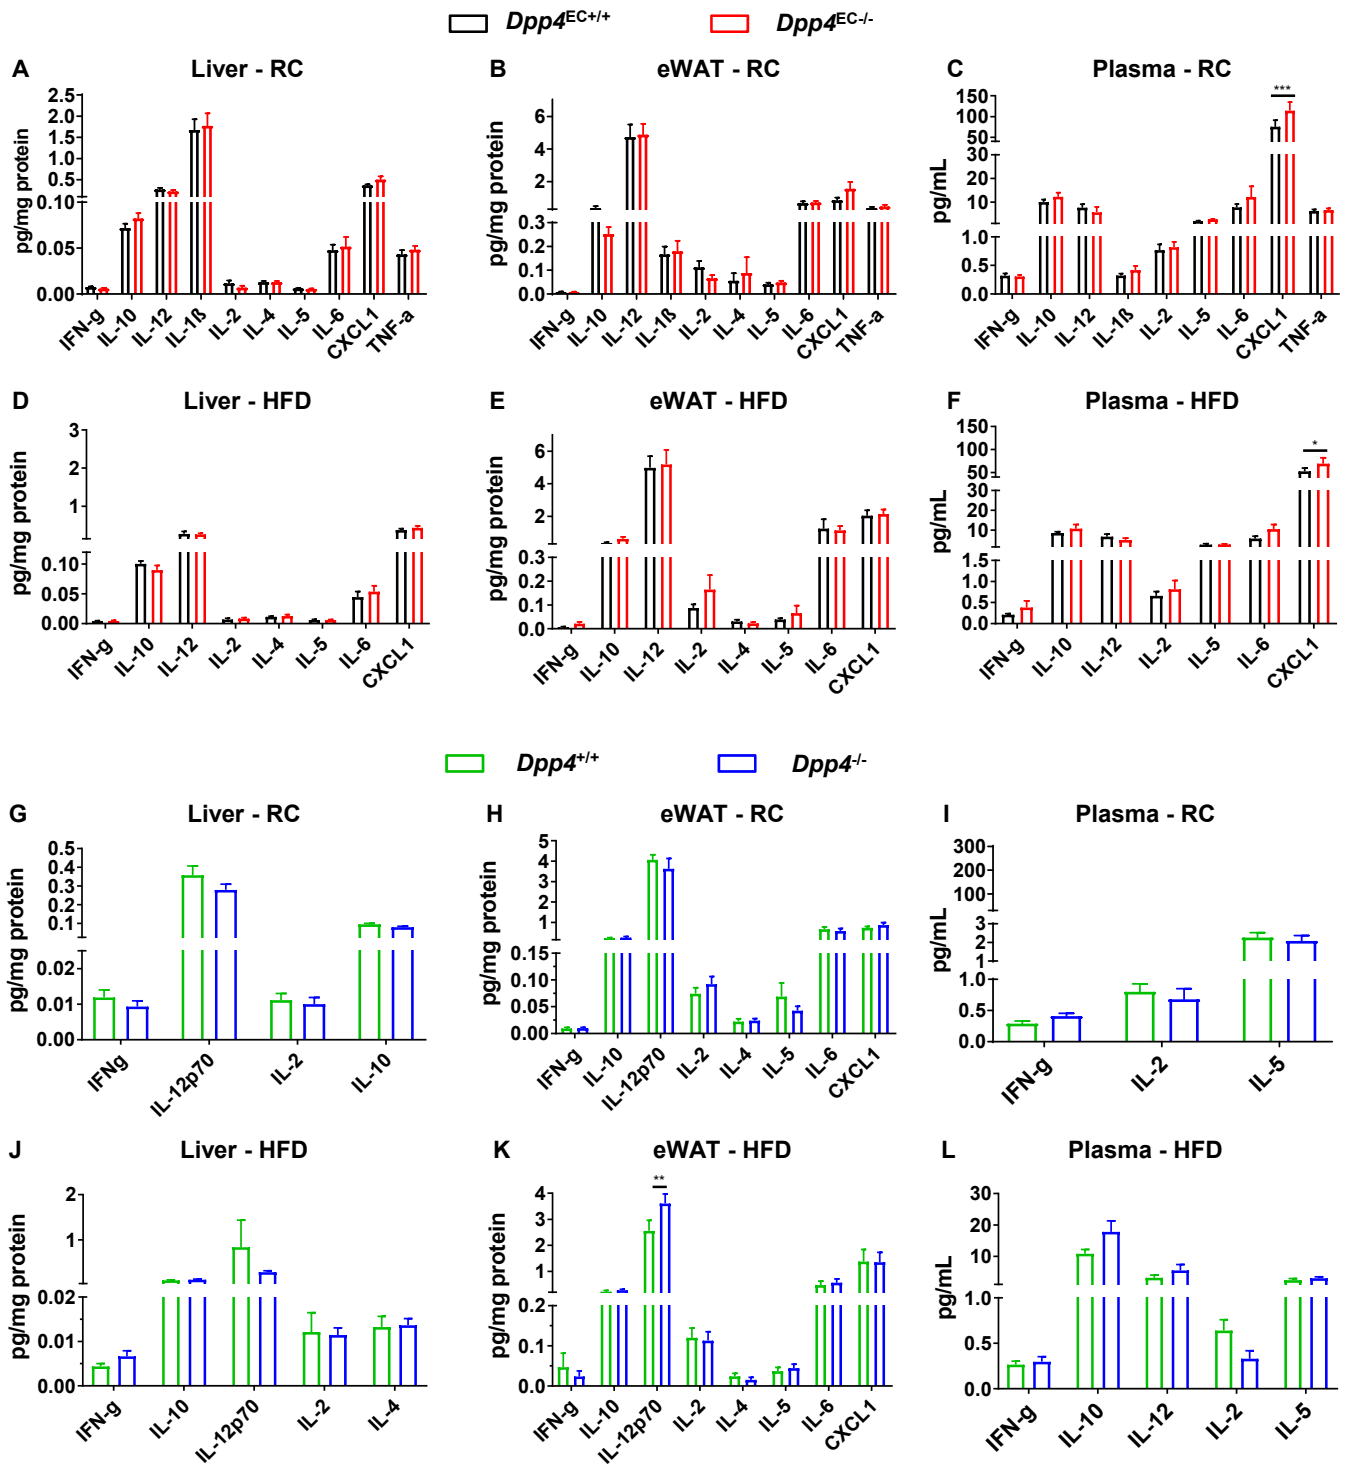 Dpp4EC+/+ Dpp4EC-/-
A Liver - RC
pg/mg protein
2.5
2.0
1.5
1.0
0.5
0.10
0.05
0.00
IFN-g IL-10 IL-12 IL-1ß IL-2 IL-4 IL-5 IL-6 CXCL1 TNF-a
B eWAT - RC
pg/mg protein
6
4
2
0.3
0.2
0.1
0.0
IFN-g IL-10 IL-12 IL-1ß IL-2 IL-4 IL-5 IL-6 CXCL1 TNF-a
C Plasma - RC
pg/mL
150
100
50
30
20
10
1.0
0.5
0.0
***
IFN-g IL-10 IL-12 IL-1ß IL-2 IL-5 IL-6 CXCL1 TNF-a
D Liver - HFD
pg/mg protein
3
2
1
0.10
0.05
0.00
IFN-g IL-10 IL-12 IL-2 IL-4 IL-5 IL-6 CXCL1
E eWAT - HFD
pg/mg protein
6
4
2
0.3
0.2
0.1
0.0
IFN-g IL-10 IL-12 IL-2 IL-4 IL-5 IL-6 CXCL1
F Plasma - HFD
pg/mL
150
100
50
30
20
10
1.5
1.0
0.5
0.0
*
IFN-g IL-10 IL-12 IL-2 IL-5 IL-6 CXCL1
Dpp4+/+ Dpp4-/-
G Liver - RC
pg/mg protein
0.5
0.4
0.3
0.2
0.1
0.02
0.01
0.00
IFNg IL-12p70 IL-2 IL-10
H eWAT - RC
pg/mg protein
5
4
3
2
1
0.15
0.10
0.05
0.00
IFN-g IL-10 IL-12p70 IL-2 IL-4 IL-5 IL-6 CXCL1
I Plasma - RC
pg/mL
300
200
100
3
2
1
1.0
0.5
0.0
IFN-g IL-2 IL-5
J Liver - HFD
pg/mg protein
2
1
0.02
0.01
0.00
IFN-g IL-10 IL-12p70 IL-2 IL-4
K eWAT - HFD
pg/mg protein
4
3
2
1
0.2
0.1
0.0
**
IFN-g IL-10 IL-12p70 IL-2 IL-4 IL-5 IL-6 CXCL1
L Plasma - HFD
pg/mL
30
20
10
1.0
0.5
0.0
IFN-g IL-10 IL-12 IL-2 IL-5